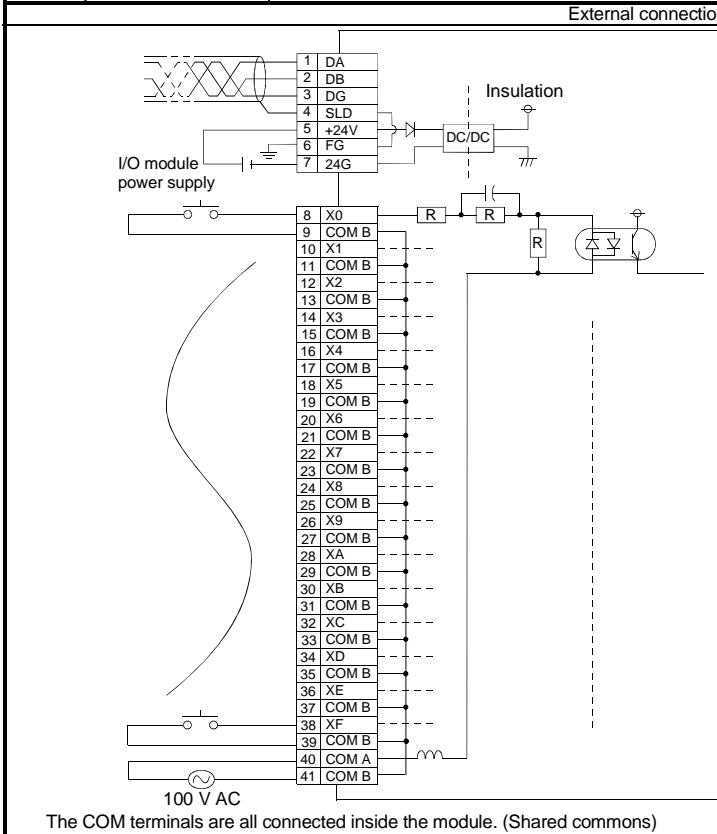 External connectio
1 DA
2 DB
3 DG
4 SLD
5 +24V
6 FG
7 24G
Insulation
DC/DC
I/O module
power supply
8 X0
9 COM B
10 X1
11 COM B
12 X2
13 COM B
14 X3
15 COM B
16 X4
17 COM B
18 X5
19 COM B
20 X6
21 COM B
22 X7
23 COM B
24 X8
25 COM B
26 X9
27 COM B
28 XA
29 COM B
30 XB
31 COM B
32 XC
33 COM B
34 XD
35 COM B
36 XE
37 COM B
38 XF
39 COM B
40 COM A
41 COM B
R
R
R
100 V AC
The COM terminals are all connected inside the module. (Shared commons)